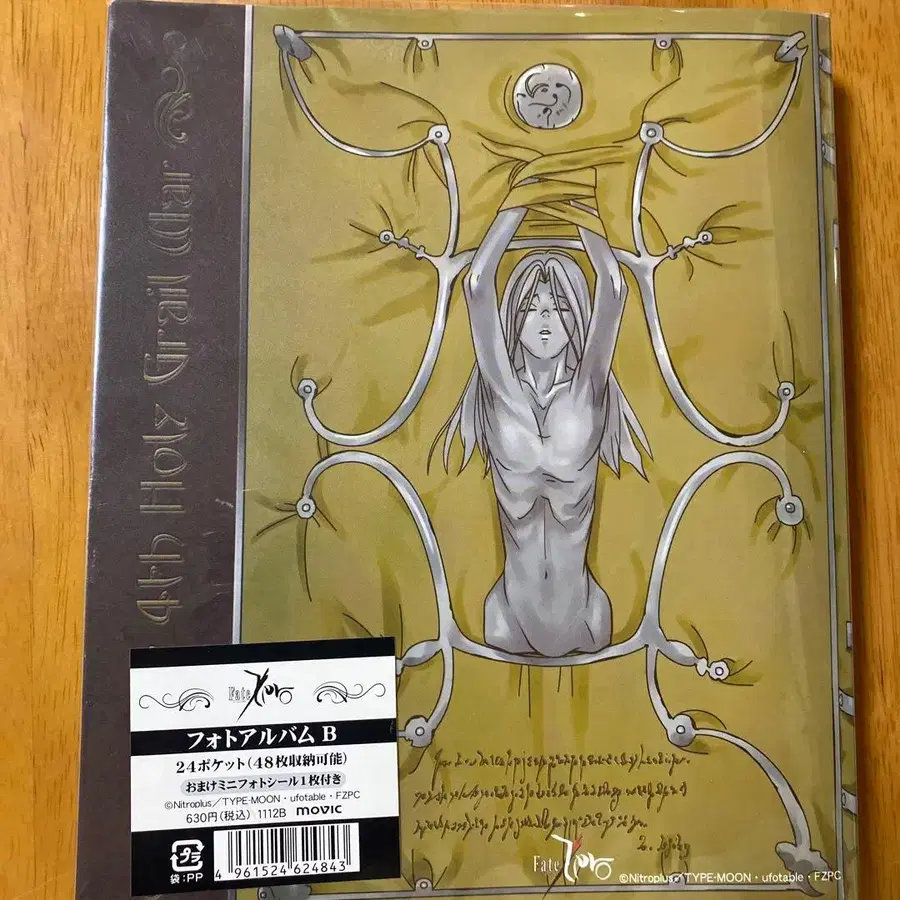 4th Holy Grail War
Fate/Zero
フォトアルバム B
24ポケット(48枚収納可能)
おまけミニフォトシール1枚付き
©Nitroplus／TYPE-MOON・ufotable・FZPC
630円(税込) 1112B movic
プラ
袋:PP
4 961524 624843
Fate/Zero
©Nitroplus／TYPE-MOON・ufotable・FZPC